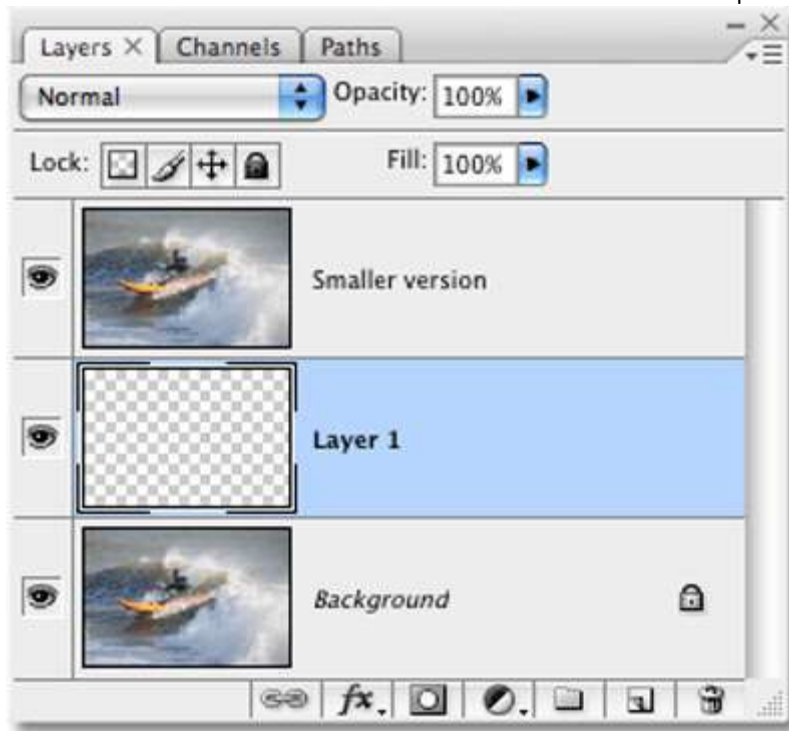 Layers Channels Paths
Normal Opacity: 100%
Lock: Fill: 100%
Smaller version
Layer 1
Background
fx.